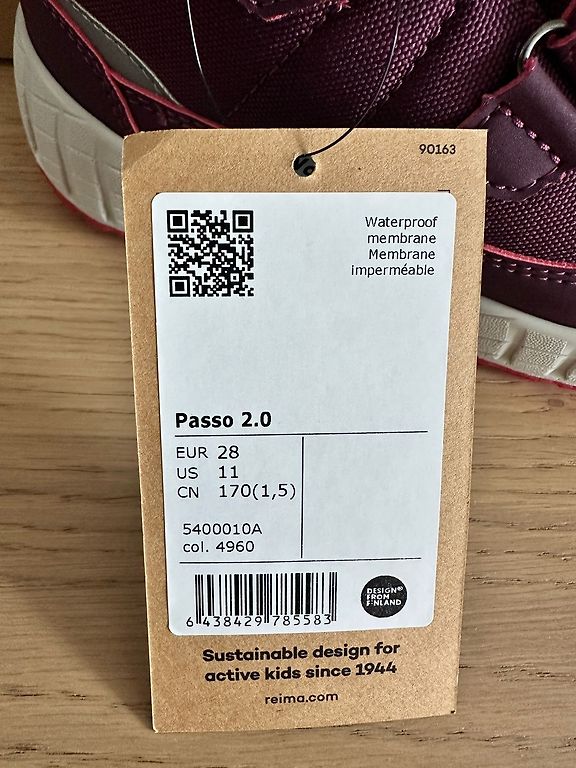 90163
Waterproof
membrane
Membrane
imperméable
Passo 2.0
EUR 28
US 11
CN 170(1,5)
5400010A
col. 4960
6 438429 785583
DESIGN®
FROM
FINLAND
Sustainable design for
active kids since 1944
reima.com